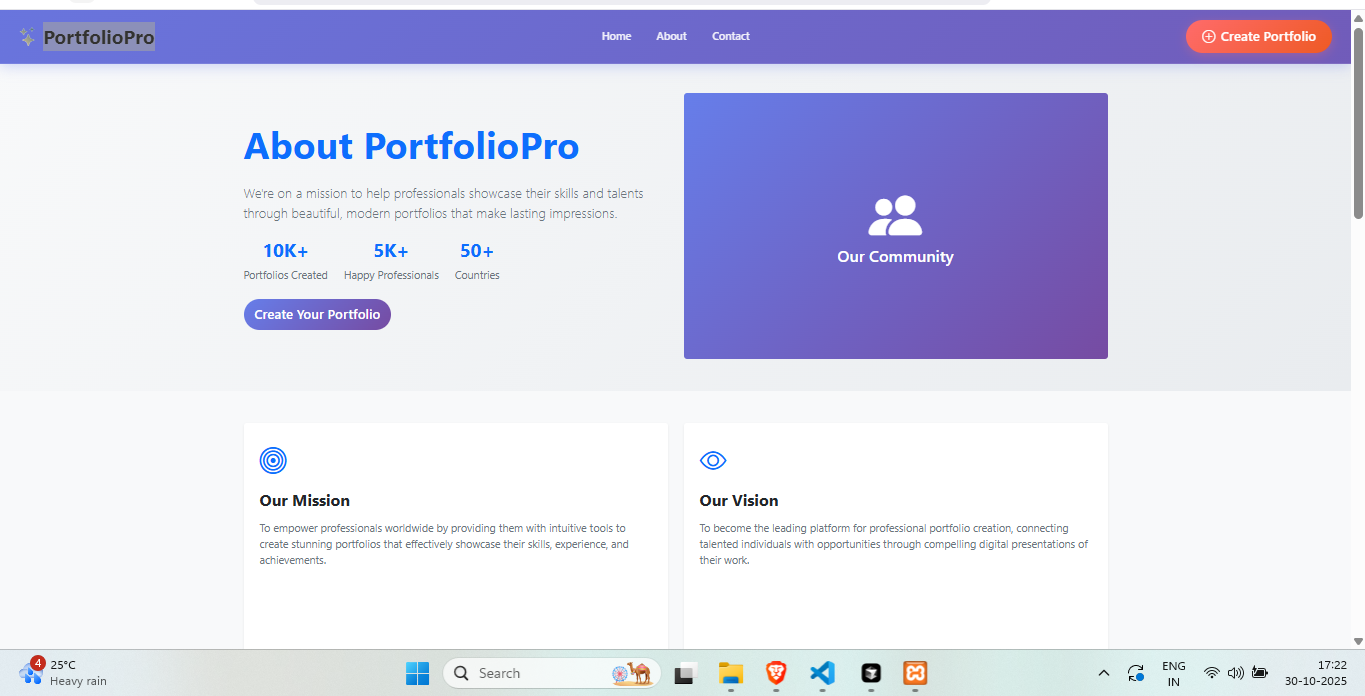 PortfolioPro
Home
About
Contact
Create Portfolio
About PortfolioPro
We're on a mission to help professionals showcase their skills and talents
through beautiful, modern portfolios that make lasting impressions.
10K+
5K+
50+
Portfolios Created
Happy Professionals
Countries
Create Your Portfolio
Our Community
Our Mission
To empower professionals worldwide by providing them with intuitive tools to
create stunning portfolios that effectively showcase their skills, experience, and
achievements.
Our Vision
To become the leading platform for professional portfolio creation, connecting
talented individuals with opportunities through compelling digital presentations of
their work.
4
25°C
Heavy rain
Search
ENG
IN
17:22
30-10-2025